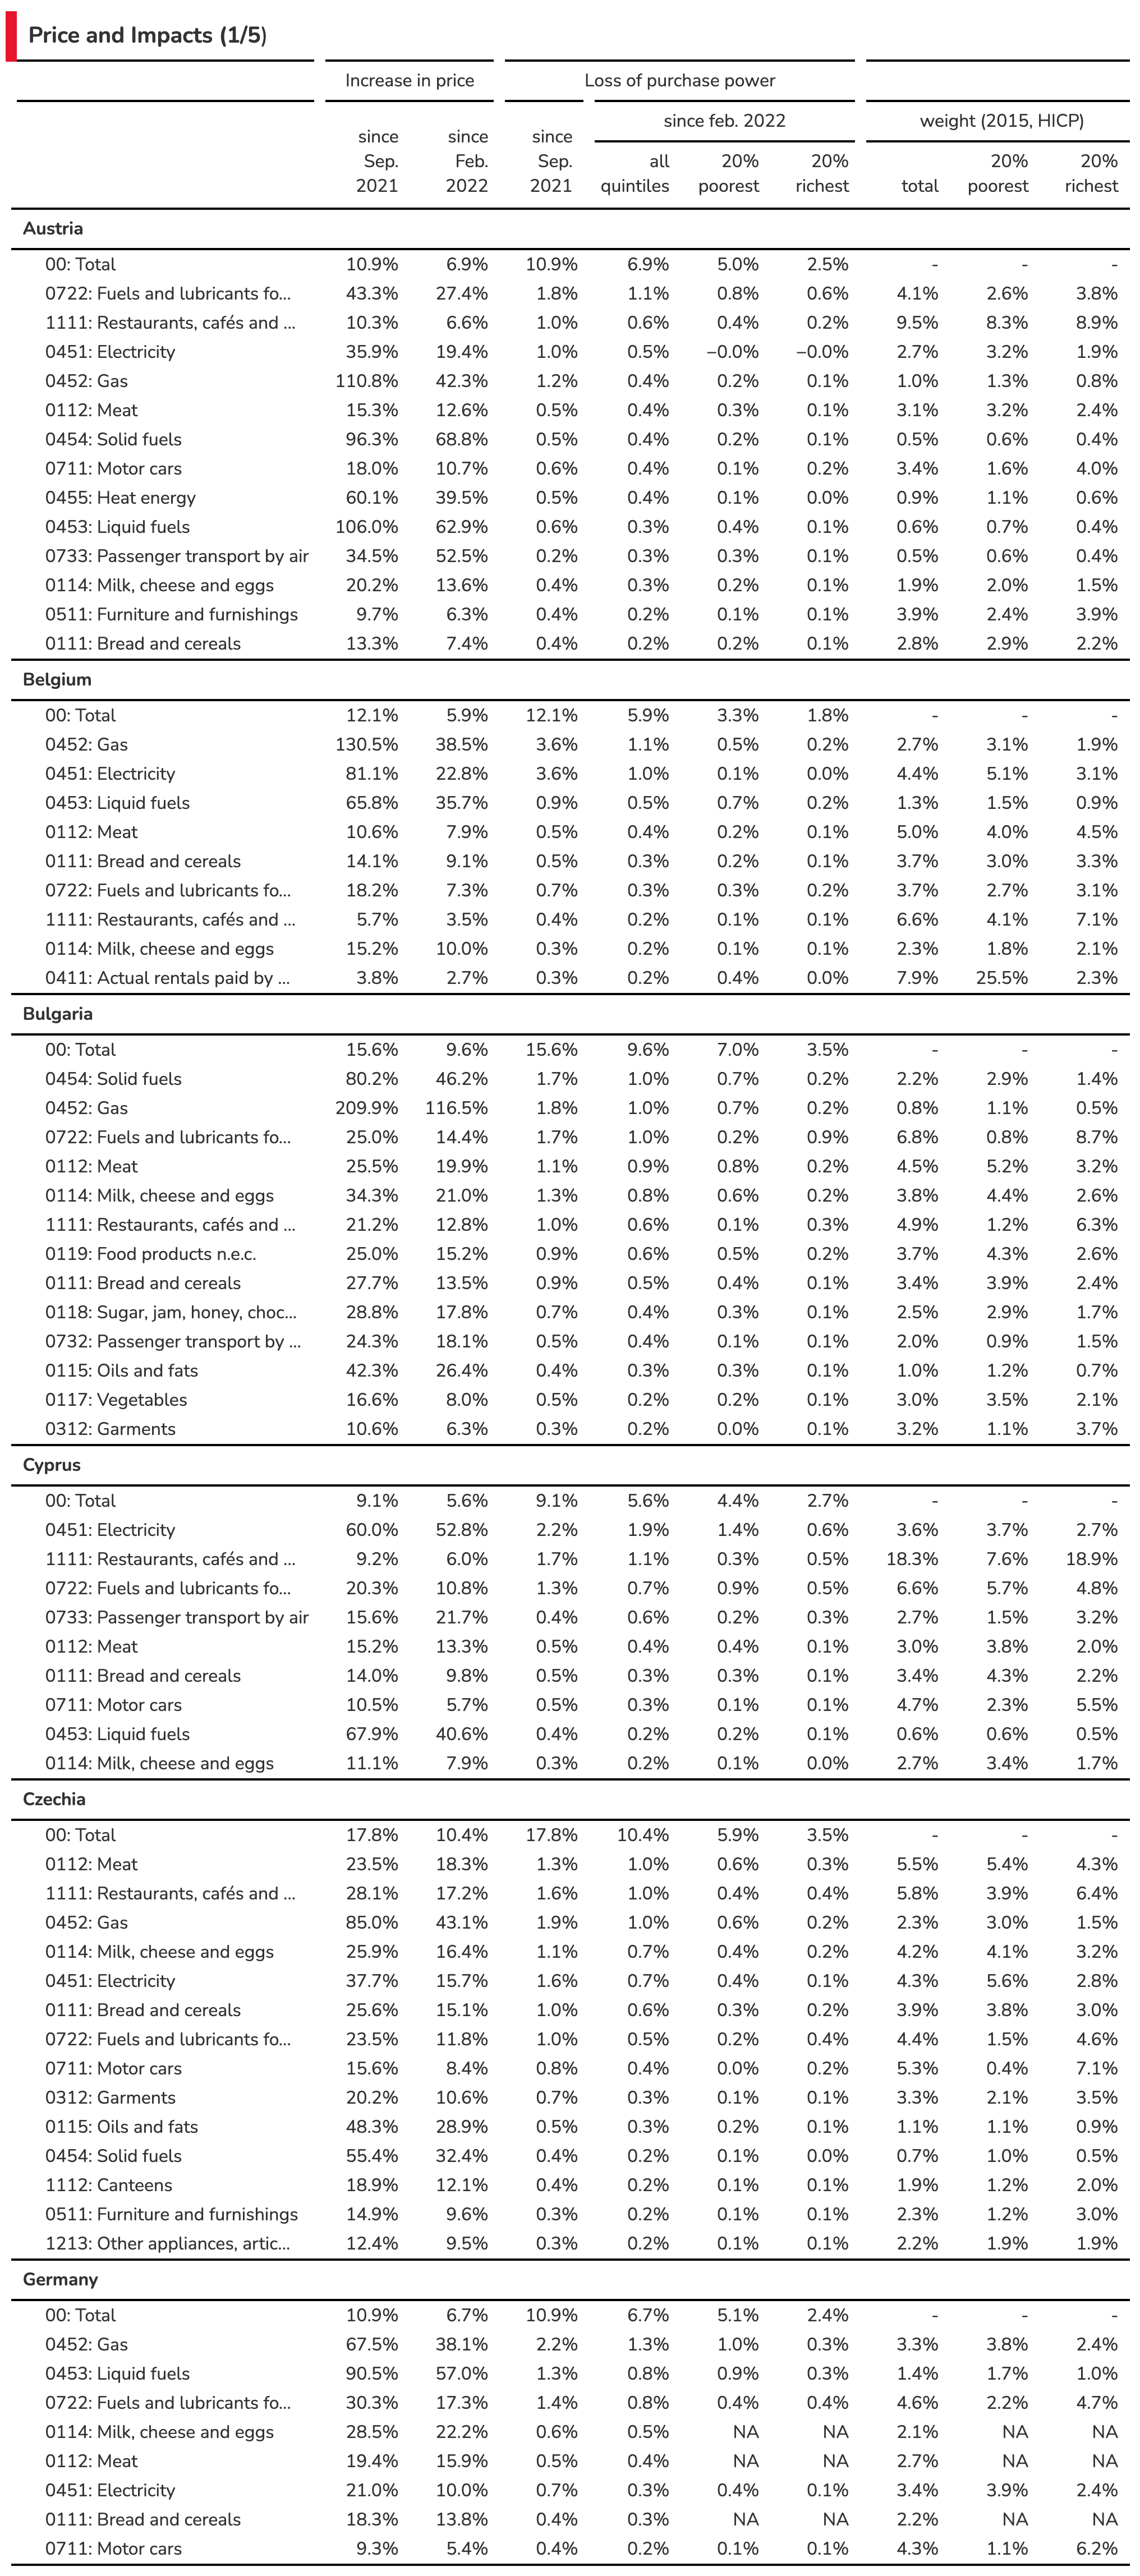 Price and Impacts (1/5)
Increase in price Loss of purchase power
since feb. 2022 weight (2015, HICP)
since since since
Sep. Feb. Sep. all 20% 20% 20% 20%
2021 2022 2021 quintiles poorest richest total poorest richest
Austria
00: Total 10.9% 6.9% 10.9% 6.9% 5.0% 2.5% - - -
0722: Fuels and lubricants fo... 43.3% 27.4% 1.8% 1.1% 0.8% 0.6% 4.1% 2.6% 3.8%
1111: Restaurants, cafés and ... 10.3% 6.6% 1.0% 0.6% 0.4% 0.2% 9.5% 8.3% 8.9%
0451: Electricity 35.9% 19.4% 1.0% 0.5% −0.0% −0.0% 2.7% 3.2% 1.9%
0452: Gas 110.8% 42.3% 1.2% 0.4% 0.2% 0.1% 1.0% 1.3% 0.8%
0112: Meat 15.3% 12.6% 0.5% 0.4% 0.3% 0.1% 3.1% 3.2% 2.4%
0454: Solid fuels 96.3% 68.8% 0.5% 0.4% 0.2% 0.1% 0.5% 0.6% 0.4%
0711: Motor cars 18.0% 10.7% 0.6% 0.4% 0.1% 0.2% 3.4% 1.6% 4.0%
0455: Heat energy 60.1% 39.5% 0.5% 0.4% 0.1% 0.0% 0.9% 1.1% 0.6%
0453: Liquid fuels 106.0% 62.9% 0.6% 0.3% 0.4% 0.1% 0.6% 0.7% 0.4%
0733: Passenger transport by air 34.5% 52.5% 0.2% 0.3% 0.3% 0.1% 0.5% 0.6% 0.4%
0114: Milk, cheese and eggs 20.2% 13.6% 0.4% 0.3% 0.2% 0.1% 1.9% 2.0% 1.5%
0511: Furniture and furnishings 9.7% 6.3% 0.4% 0.2% 0.1% 0.1% 3.9% 2.4% 3.9%
0111: Bread and cereals 13.3% 7.4% 0.4% 0.2% 0.2% 0.1% 2.8% 2.9% 2.2%
Belgium
00: Total 12.1% 5.9% 12.1% 5.9% 3.3% 1.8% - - -
0452: Gas 130.5% 38.5% 3.6% 1.1% 0.5% 0.2% 2.7% 3.1% 1.9%
0451: Electricity 81.1% 22.8% 3.6% 1.0% 0.1% 0.0% 4.4% 5.1% 3.1%
0453: Liquid fuels 65.8% 35.7% 0.9% 0.5% 0.7% 0.2% 1.3% 1.5% 0.9%
0112: Meat 10.6% 7.9% 0.5% 0.4% 0.2% 0.1% 5.0% 4.0% 4.5%
0111: Bread and cereals 14.1% 9.1% 0.5% 0.3% 0.2% 0.1% 3.7% 3.0% 3.3%
0722: Fuels and lubricants fo... 18.2% 7.3% 0.7% 0.3% 0.3% 0.2% 3.7% 2.7% 3.1%
1111: Restaurants, cafés and ... 5.7% 3.5% 0.4% 0.2% 0.1% 0.1% 6.6% 4.1% 7.1%
0114: Milk, cheese and eggs 15.2% 10.0% 0.3% 0.2% 0.1% 0.1% 2.3% 1.8% 2.1%
0411: Actual rentals paid by ... 3.8% 2.7% 0.3% 0.2% 0.4% 0.0% 7.9% 25.5% 2.3%
Bulgaria
00: Total 15.6% 9.6% 15.6% 9.6% 7.0% 3.5% - - -
0454: Solid fuels 80.2% 46.2% 1.7% 1.0% 0.7% 0.2% 2.2% 2.9% 1.4%
0452: Gas 209.9% 116.5% 1.8% 1.0% 0.7% 0.2% 0.8% 1.1% 0.5%
0722: Fuels and lubricants fo... 25.0% 14.4% 1.7% 1.0% 0.2% 0.9% 6.8% 0.8% 8.7%
0112: Meat 25.5% 19.9% 1.1% 0.9% 0.8% 0.2% 4.5% 5.2% 3.2%
0114: Milk, cheese and eggs 34.3% 21.0% 1.3% 0.8% 0.6% 0.2% 3.8% 4.4% 2.6%
1111: Restaurants, cafés and ... 21.2% 12.8% 1.0% 0.6% 0.1% 0.3% 4.9% 1.2% 6.3%
0119: Food products n.e.c. 25.0% 15.2% 0.9% 0.6% 0.5% 0.2% 3.7% 4.3% 2.6%
0111: Bread and cereals 27.7% 13.5% 0.9% 0.5% 0.4% 0.1% 3.4% 3.9% 2.4%
0118: Sugar, jam, honey, choc... 28.8% 17.8% 0.7% 0.4% 0.3% 0.1% 2.5% 2.9% 1.7%
0732: Passenger transport by ... 24.3% 18.1% 0.5% 0.4% 0.1% 0.1% 2.0% 0.9% 1.5%
0115: Oils and fats 42.3% 26.4% 0.4% 0.3% 0.3% 0.1% 1.0% 1.2% 0.7%
0117: Vegetables 16.6% 8.0% 0.5% 0.2% 0.2% 0.1% 3.0% 3.5% 2.1%
0312: Garments 10.6% 6.3% 0.3% 0.2% 0.0% 0.1% 3.2% 1.1% 3.7%
Cyprus
00: Total 9.1% 5.6% 9.1% 5.6% 4.4% 2.7% - - -
0451: Electricity 60.0% 52.8% 2.2% 1.9% 1.4% 0.6% 3.6% 3.7% 2.7%
1111: Restaurants, cafés and ... 9.2% 6.0% 1.7% 1.1% 0.3% 0.5% 18.3% 7.6% 18.9%
0722: Fuels and lubricants fo... 20.3% 10.8% 1.3% 0.7% 0.9% 0.5% 6.6% 5.7% 4.8%
0733: Passenger transport by air 15.6% 21.7% 0.4% 0.6% 0.2% 0.3% 2.7% 1.5% 3.2%
0112: Meat 15.2% 13.3% 0.5% 0.4% 0.4% 0.1% 3.0% 3.8% 2.0%
0111: Bread and cereals 14.0% 9.8% 0.5% 0.3% 0.3% 0.1% 3.4% 4.3% 2.2%
0711: Motor cars 10.5% 5.7% 0.5% 0.3% 0.1% 0.1% 4.7% 2.3% 5.5%
0453: Liquid fuels 67.9% 40.6% 0.4% 0.2% 0.2% 0.1% 0.6% 0.6% 0.5%
0114: Milk, cheese and eggs 11.1% 7.9% 0.3% 0.2% 0.1% 0.0% 2.7% 3.4% 1.7%
Czechia
00: Total 17.8% 10.4% 17.8% 10.4% 5.9% 3.5% - - -
0112: Meat 23.5% 18.3% 1.3% 1.0% 0.6% 0.3% 5.5% 5.4% 4.3%
1111: Restaurants, cafés and ... 28.1% 17.2% 1.6% 1.0% 0.4% 0.4% 5.8% 3.9% 6.4%
0452: Gas 85.0% 43.1% 1.9% 1.0% 0.6% 0.2% 2.3% 3.0% 1.5%
0114: Milk, cheese and eggs 25.9% 16.4% 1.1% 0.7% 0.4% 0.2% 4.2% 4.1% 3.2%
0451: Electricity 37.7% 15.7% 1.6% 0.7% 0.4% 0.1% 4.3% 5.6% 2.8%
0111: Bread and cereals 25.6% 15.1% 1.0% 0.6% 0.3% 0.2% 3.9% 3.8% 3.0%
0722: Fuels and lubricants fo... 23.5% 11.8% 1.0% 0.5% 0.2% 0.4% 4.4% 1.5% 4.6%
0711: Motor cars 15.6% 8.4% 0.8% 0.4% 0.0% 0.2% 5.3% 0.4% 7.1%
0312: Garments 20.2% 10.6% 0.7% 0.3% 0.1% 0.1% 3.3% 2.1% 3.5%
0115: Oils and fats 48.3% 28.9% 0.5% 0.3% 0.2% 0.1% 1.1% 1.1% 0.9%
0454: Solid fuels 55.4% 32.4% 0.4% 0.2% 0.1% 0.0% 0.7% 1.0% 0.5%
1112: Canteens 18.9% 12.1% 0.4% 0.2% 0.1% 0.1% 1.9% 1.2% 2.0%
0511: Furniture and furnishings 14.9% 9.6% 0.3% 0.2% 0.1% 0.1% 2.3% 1.2% 3.0%
1213: Other appliances, artic... 12.4% 9.5% 0.3% 0.2% 0.1% 0.1% 2.2% 1.9% 1.9%
Germany
00: Total 10.9% 6.7% 10.9% 6.7% 5.1% 2.4% - - -
0452: Gas 67.5% 38.1% 2.2% 1.3% 1.0% 0.3% 3.3% 3.8% 2.4%
0453: Liquid fuels 90.5% 57.0% 1.3% 0.8% 0.9% 0.3% 1.4% 1.7% 1.0%
0722: Fuels and lubricants fo... 30.3% 17.3% 1.4% 0.8% 0.4% 0.4% 4.6% 2.2% 4.7%
0114: Milk, cheese and eggs 28.5% 22.2% 0.6% 0.5% NA NA 2.1% NA NA
0112: Meat 19.4% 15.9% 0.5% 0.4% NA NA 2.7% NA NA
0451: Electricity 21.0% 10.0% 0.7% 0.3% 0.4% 0.1% 3.4% 3.9% 2.4%
0111: Bread and cereals 18.3% 13.8% 0.4% 0.3% NA NA 2.2% NA NA
0711: Motor cars 9.3% 5.4% 0.4% 0.2% 0.1% 0.1% 4.3% 1.1% 6.2%